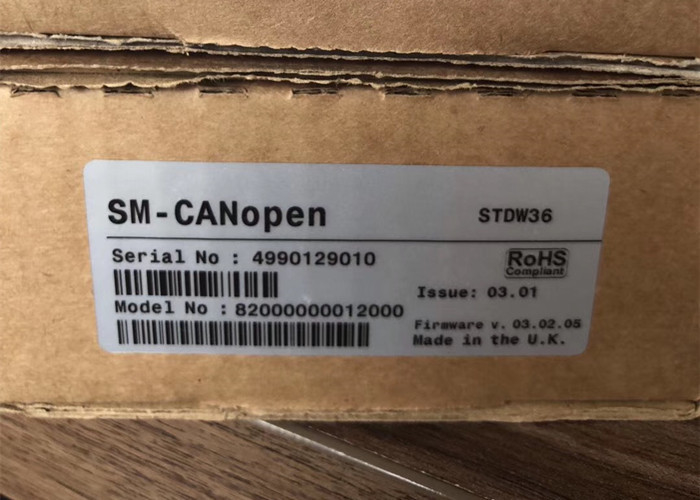 SM-CANopen STDW36
Serial No : 4990129010
RoHS
Compliant
Issue: 03.01
Model No : 82000000012000
Firmware v. 03.02.05
Made in the U.K.